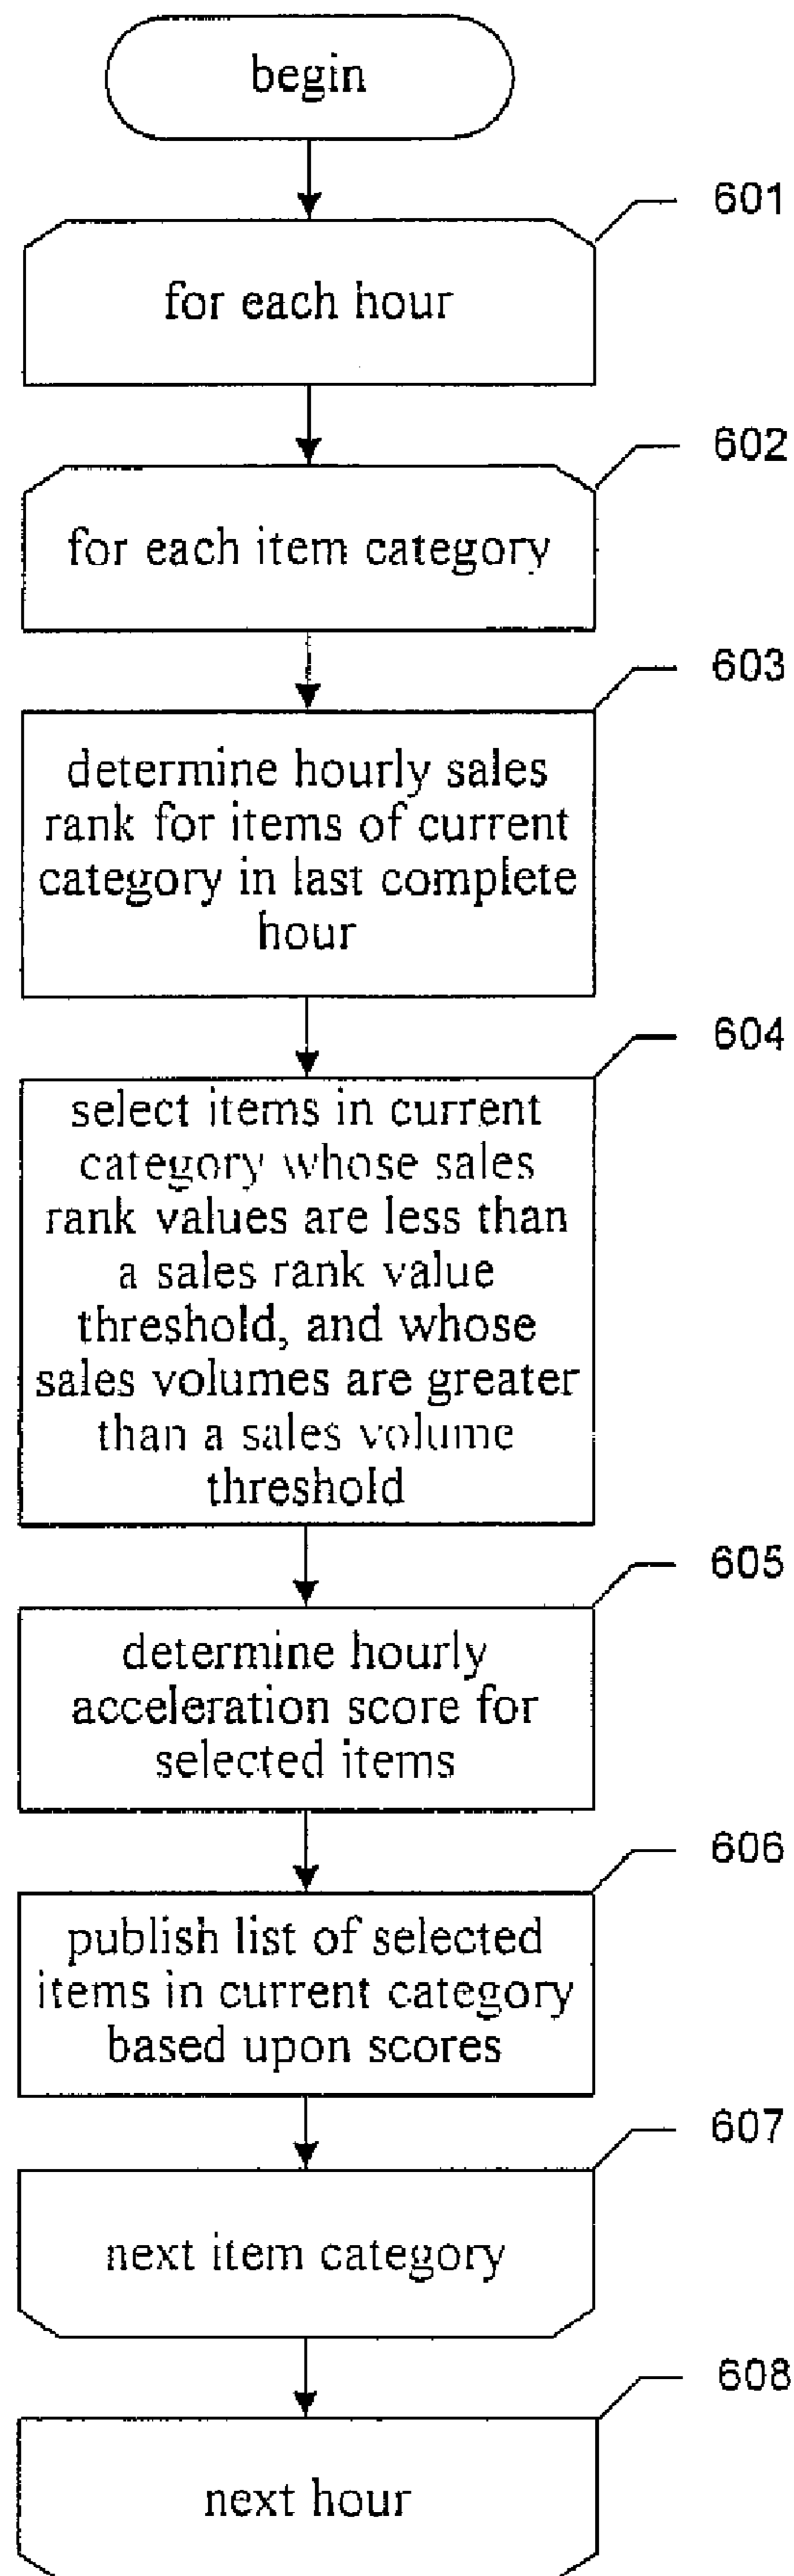 begin
601
for each hour
602
for each item category
603
determine hourly sales
rank for items of current
category in last complete
hour
604
select items in current
category whose sales
rank values are less than
a sales rank value
threshold, and whose
sales volumes are greater
than a sales volume
threshold
605
determine hourly
acceleration score for
selected items
606
publish list of selected
items in current category
based upon scores
607
next item category
608
next hour